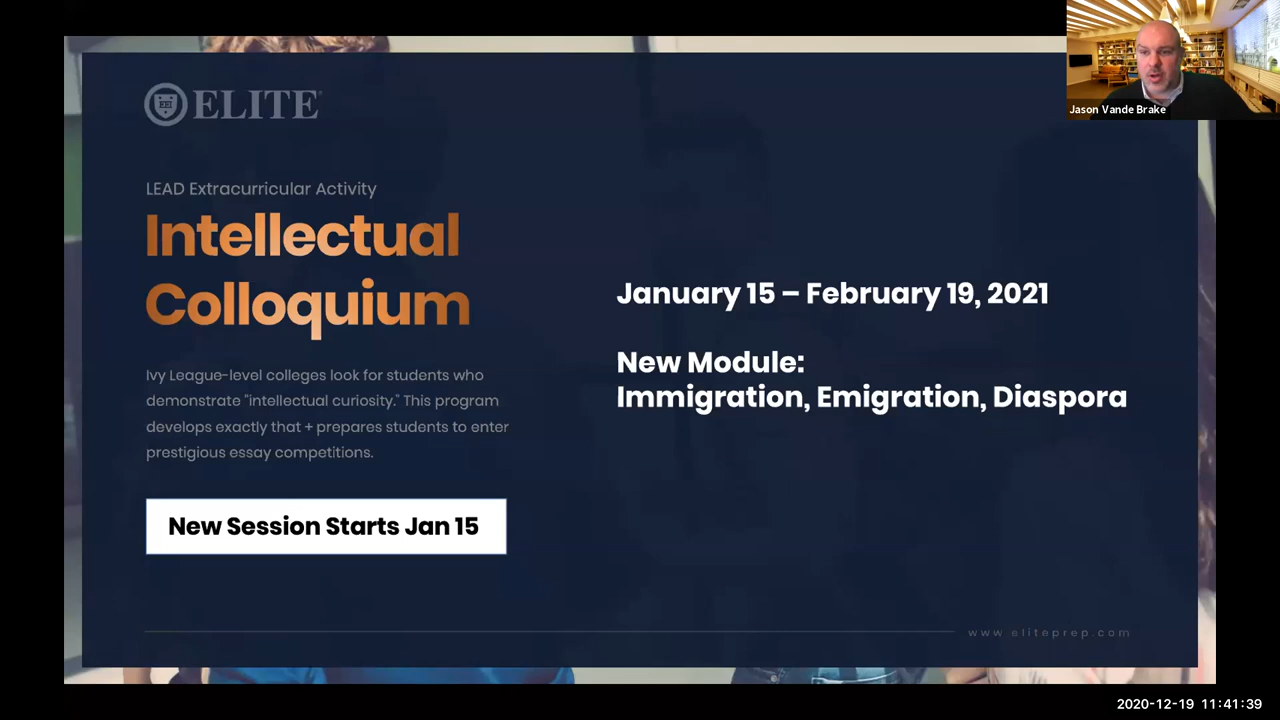 Jason Vande Brake
EEI
ELITE
LEAD Extracurricular Activity
Intellectual
Colloquium
Ivy League-level colleges look for students who
demonstrate "intellectual curiosity." This program
develops exactly that + prepares students to enter
prestigious essay competitions.
New Session Starts Jan 15
January 15 – February 19, 2021
New Module:
Immigration, Emigration, Diaspora
www.eliteprep.com
2020-12-19 11:41:39